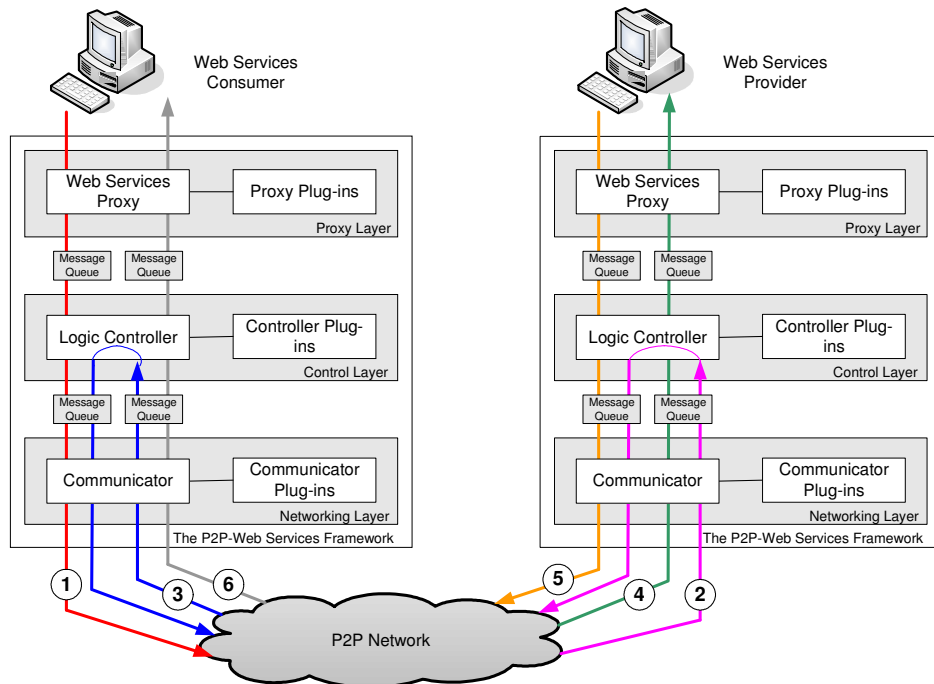 Web Services
Consumer
Web Services
Provider
Web Services
Proxy
Proxy Plug-ins
Proxy Layer
Web Services
Proxy
Proxy Plug-ins
Proxy Layer
Message
Queue
Message
Queue
Message
Queue
Message
Queue
Logic Controller
Controller Plug-
ins
Control Layer
Logic Controller
Controller Plug-
ins
Control Layer
Message
Queue
Message
Queue
Message
Queue
Message
Queue
Communicator
Communicator
Plug-ins
Networking Layer
The P2P-Web Services Framework
Communicator
Communicator
Plug-ins
Networking Layer
The P2P-Web Services Framework
1
3
6
5
4
2
P2P Network